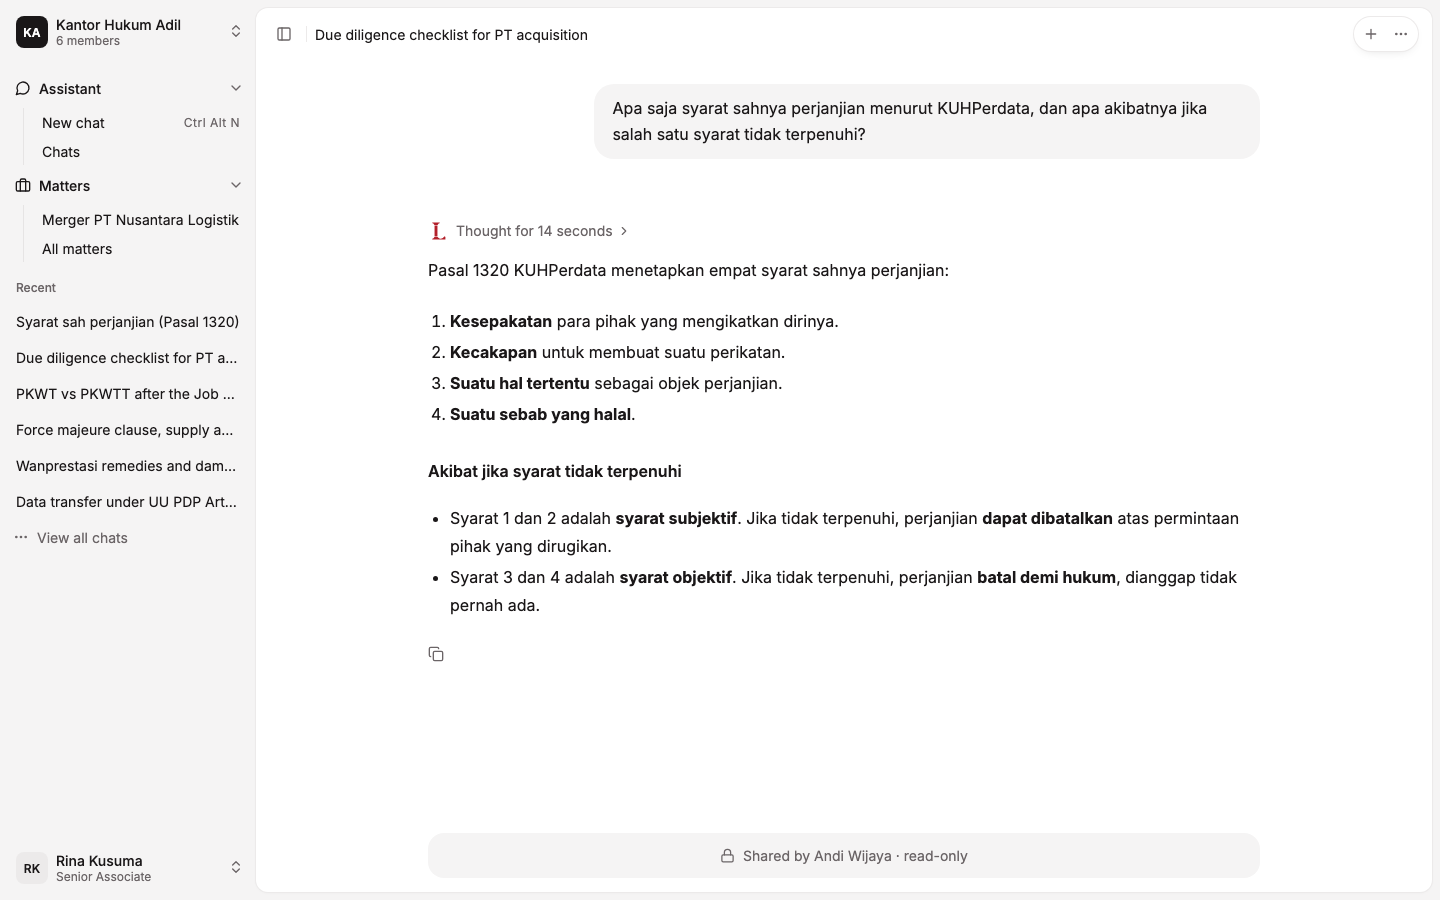 KA
Kantor Hukum Adil
6 members
Assistant
New chat Ctrl Alt N
Chats
Matters
Merger PT Nusantara Logistik
All matters
Recent
Syarat sah perjanjian (Pasal 1320)
Due diligence checklist for PT a...
PKWT vs PKWTT after the Job ...
Force majeure clause, supply a...
Wanprestasi remedies and dam...
Data transfer under UU PDP Art...
View all chats
RK
Rina Kusuma
Senior Associate
Due diligence checklist for PT acquisition
Apa saja syarat sahnya perjanjian menurut KUHPerdata, dan apa akibatnya jika
salah satu syarat tidak terpenuhi?
L Thought for 14 seconds
Pasal 1320 KUHPerdata menetapkan empat syarat sahnya perjanjian:
1. Kesepakatan para pihak yang mengikatkan dirinya.
2. Kecakapan untuk membuat suatu perikatan.
3. Suatu hal tertentu sebagai objek perjanjian.
4. Suatu sebab yang halal.
Akibat jika syarat tidak terpenuhi
• Syarat 1 dan 2 adalah syarat subjektif. Jika tidak terpenuhi, perjanjian dapat dibatalkan atas permintaan
pihak yang dirugikan.
• Syarat 3 dan 4 adalah syarat objektif. Jika tidak terpenuhi, perjanjian batal demi hukum, dianggap tidak
pernah ada.
Shared by Andi Wijaya · read-only